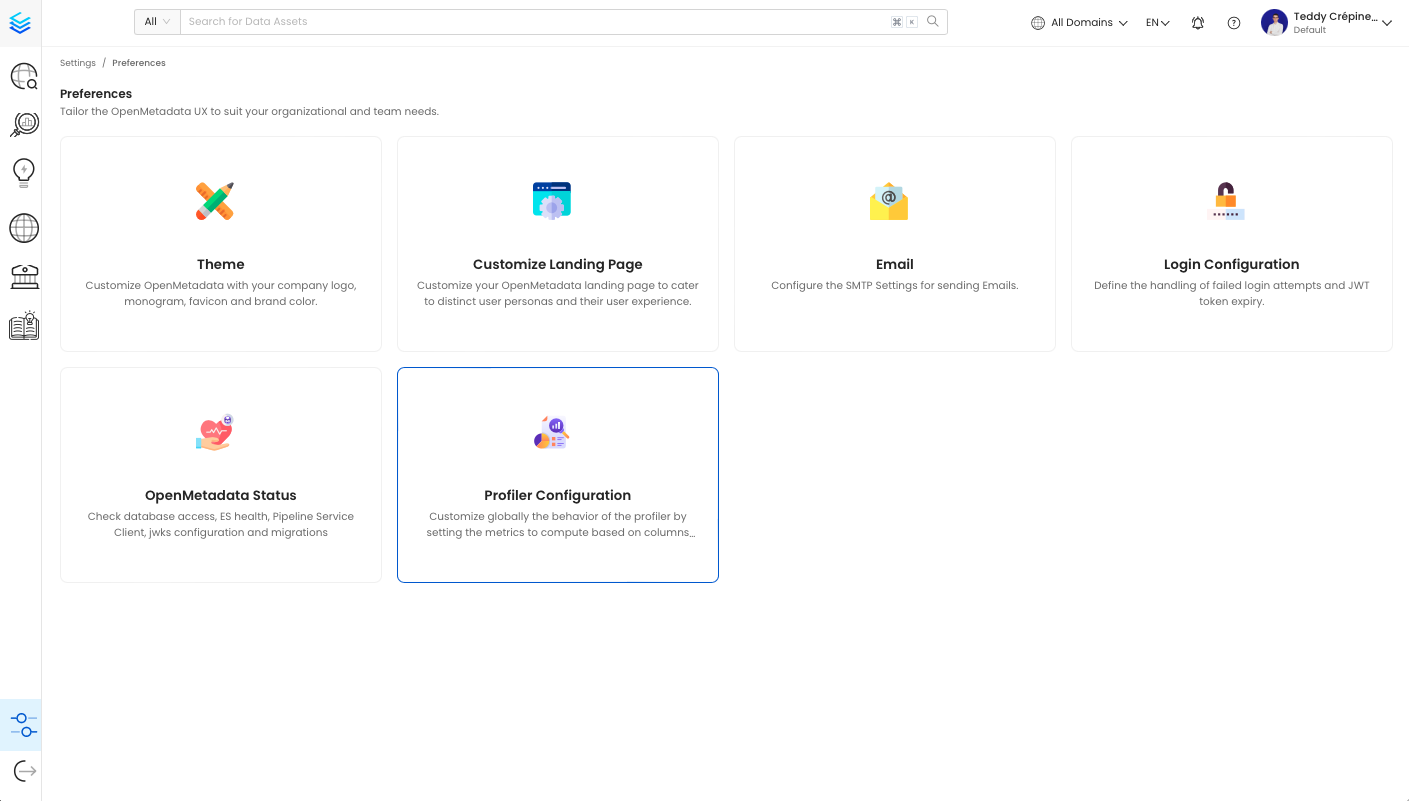 All
Search for Data Assets
⌘ K
All Domains
EN
Teddy Crépine...
Default
Settings / Preferences
Preferences
Tailor the OpenMetadata UX to suit your organizational and team needs.
Theme
Customize OpenMetadata with your company logo,
monogram, favicon and brand color.
Customize Landing Page
Customize your OpenMetadata landing page to cater
to distinct user personas and their user experience.
Email
Configure the SMTP Settings for sending Emails.
Login Configuration
Define the handling of failed login attempts and JWT
token expiry.
OpenMetadata Status
Check database access, ES health, Pipeline Service
Client, jwks configuration and migrations
Profiler Configuration
Customize globally the behavior of the profiler by
setting the metrics to compute based on columns...